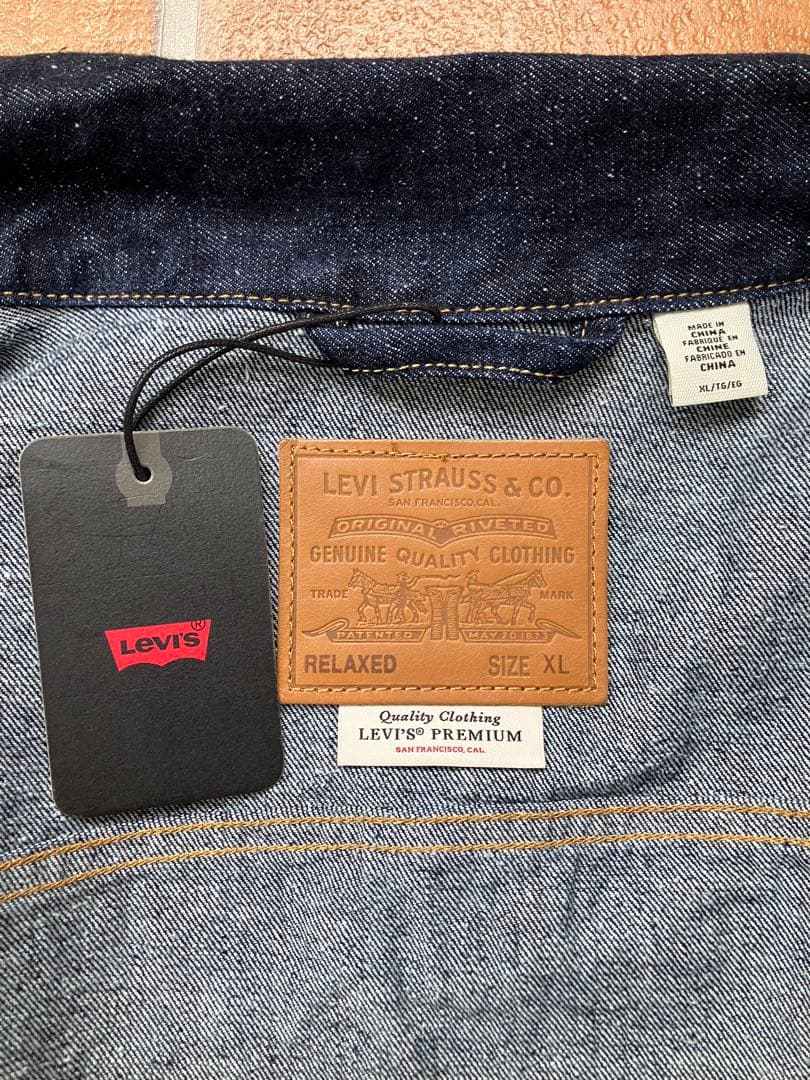 MADE IN
CHINA
FABRIQUÉ EN
CHINE
FABRICADO EN
CHINA
XL/TG/EG
LEVI STRAUSS & CO.
SAN FRANCISCO, CAL.
ORIGINAL RIVETED
GENUINE QUALITY CLOTHING
TRADE MARK
PATENTED MAY 20 1873
RELAXED SIZE XL
LEVI'S®
Quality Clothing
LEVI'S® PREMIUM
SAN FRANCISCO, CAL.